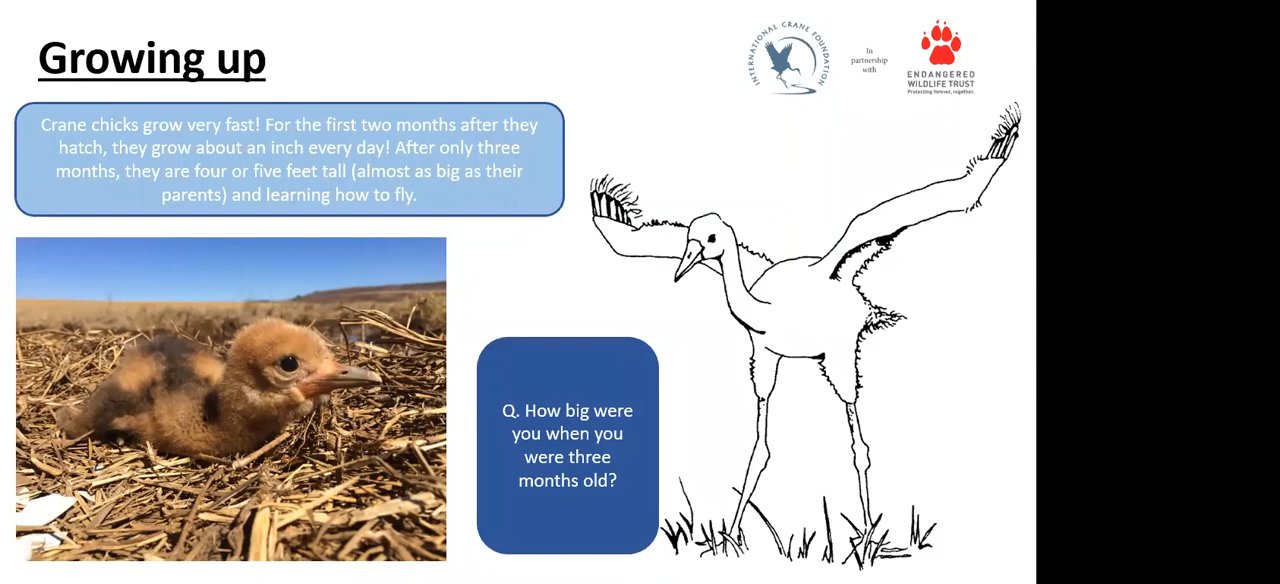 Growing up
INTERNATIONAL CRANE FOUNDATION
In
partnership
with
ENDANGERED
WILDLIFE TRUST
Protecting forever, together.
Crane chicks grow very fast! For the first two months after they
hatch, they grow about an inch every day! After only three
months, they are four or five feet tall (almost as big as their
parents) and learning how to fly.
Q. How big were
you when you
were three
months old?